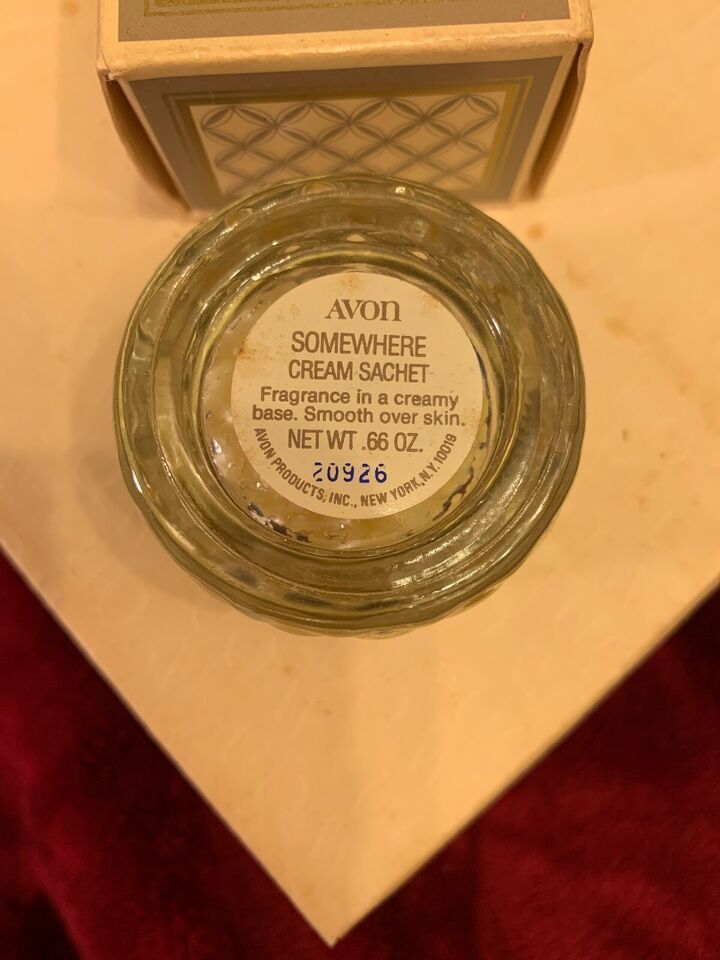 AVON
SOMEWHERE
CREAM SACHET
Fragrance in a creamy
base. Smooth over skin.
NET WT .66 OZ.
20926
AVON PRODUCTS, INC., NEW YORK, N.Y. 10019